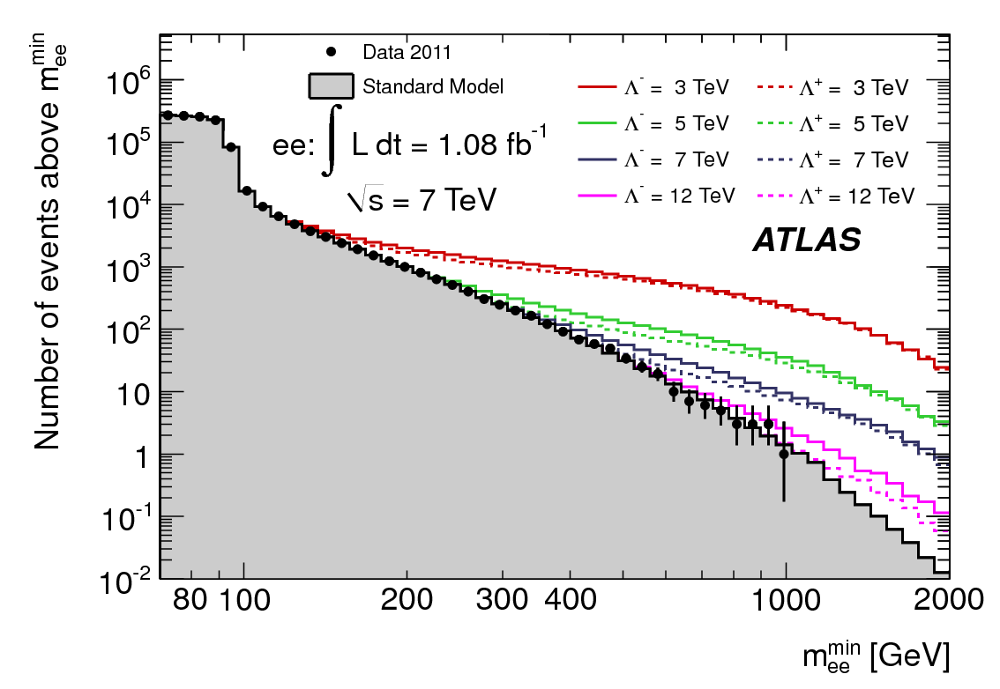 Number of events above m_ee^min
10^6
10^5
10^4
10^3
10^2
10
1
10^-1
10^-2
Data 2011
Standard Model
ee: ∫ L dt = 1.08 fb^-1
√s = 7 TeV
Λ^- = 3 TeV
Λ^- = 5 TeV
Λ^- = 7 TeV
Λ^- = 12 TeV
Λ^+ = 3 TeV
Λ^+ = 5 TeV
Λ^+ = 7 TeV
Λ^+ = 12 TeV
ATLAS
80 100 200 300 400 1000 2000
m_ee^min [GeV]